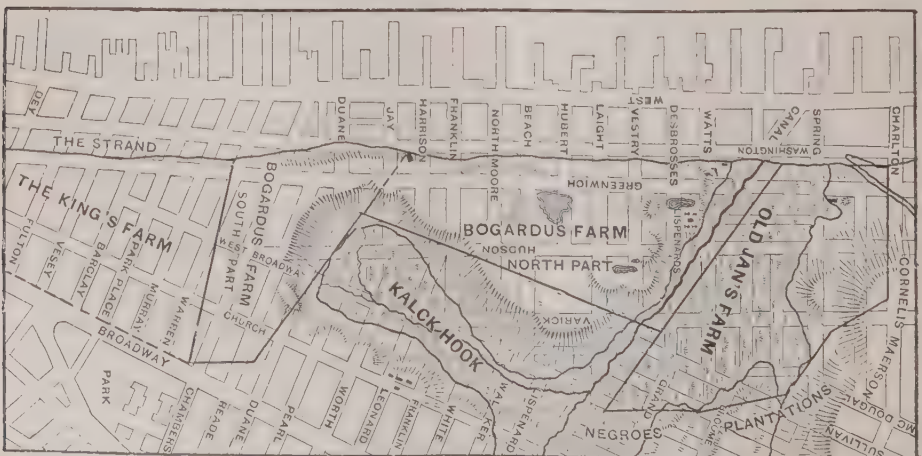 DEY
DUANE
JAY
HARRISON
FRANKLIN
NORTH MOORE
BEACH
HUBERT
LAIGHT
VESTRY
WEST
DESBROSSES
WATTS
CANAL
WASHINGTON
SPRING
CHARLTON
THE STRAND
THE KING'S FARM
FULTON
VESEY
BARCLAY
PARK PLACE
MURRAY
WARREN
BROADWAY
BOGARDUS FARM
SOUTH PART
WEST BROADWA
CHURCH
GREENWICH
BOGARDUS FARM
HUDSON
NORTH PART
LISPENARDS
VARICK
KALCK-HOOK
OLD JAN'S FARM
CORNELIS MAERSON
PARK
CHAMBERS
READE
DUANE
PEARL
WORTH
LEONARD
FRANKLIN
WHITE
WALKER
LISPENARD
NEGROES
GRAND
PLANTATIONS
SULLIVAN
MC DOUGAL